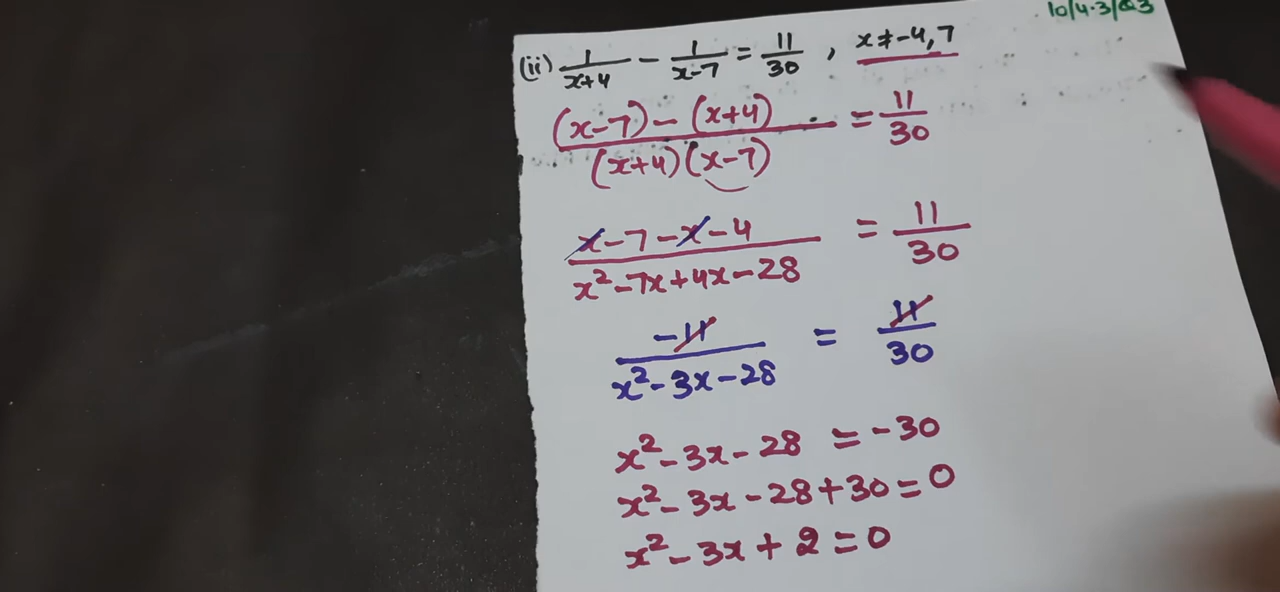 10/4.3/Q3
(ii) 1/(x+4) - 1/(x-7) = 11/30 , x ≠ -4, 7
((x-7) - (x+4))/((x+4)(x-7)) = 11/30
(x-7-x-4)/(x²-7x+4x-28) = 11/30
-11/(x²-3x-28) = 11/30
x²-3x-28 = -30
x²-3x-28+30=0
x²-3x+2=0